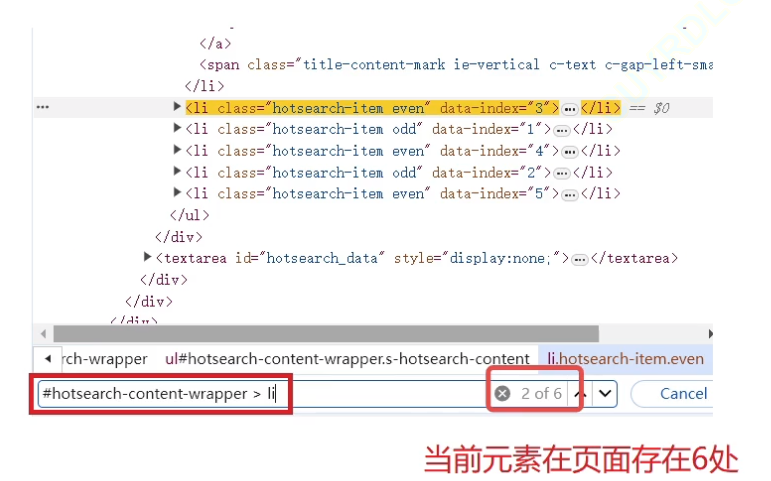 </a>
<span class="title-content-mark ie-vertical c-text c-gap-left-sma
</li>
... ▶<li class="hotsearch-item even" data-index="3">...</li> == $0
▶<li class="hotsearch-item odd" data-index="1">...</li>
▶<li class="hotsearch-item even" data-index="4">...</li>
▶<li class="hotsearch-item odd" data-index="2">...</li>
▶<li class="hotsearch-item even" data-index="5">...</li>
</ul>
</div>
▶<textarea id="hotsearch_data" style="display:none;">...</textarea>
</div>
</div>
</div>
rch-wrapper ul#hotsearch-content-wrapper.s-hotsearch-content li.hotsearch-item.even
#hotsearch-content-wrapper > li 2 of 6 Cancel
当前元素在页面存在6处